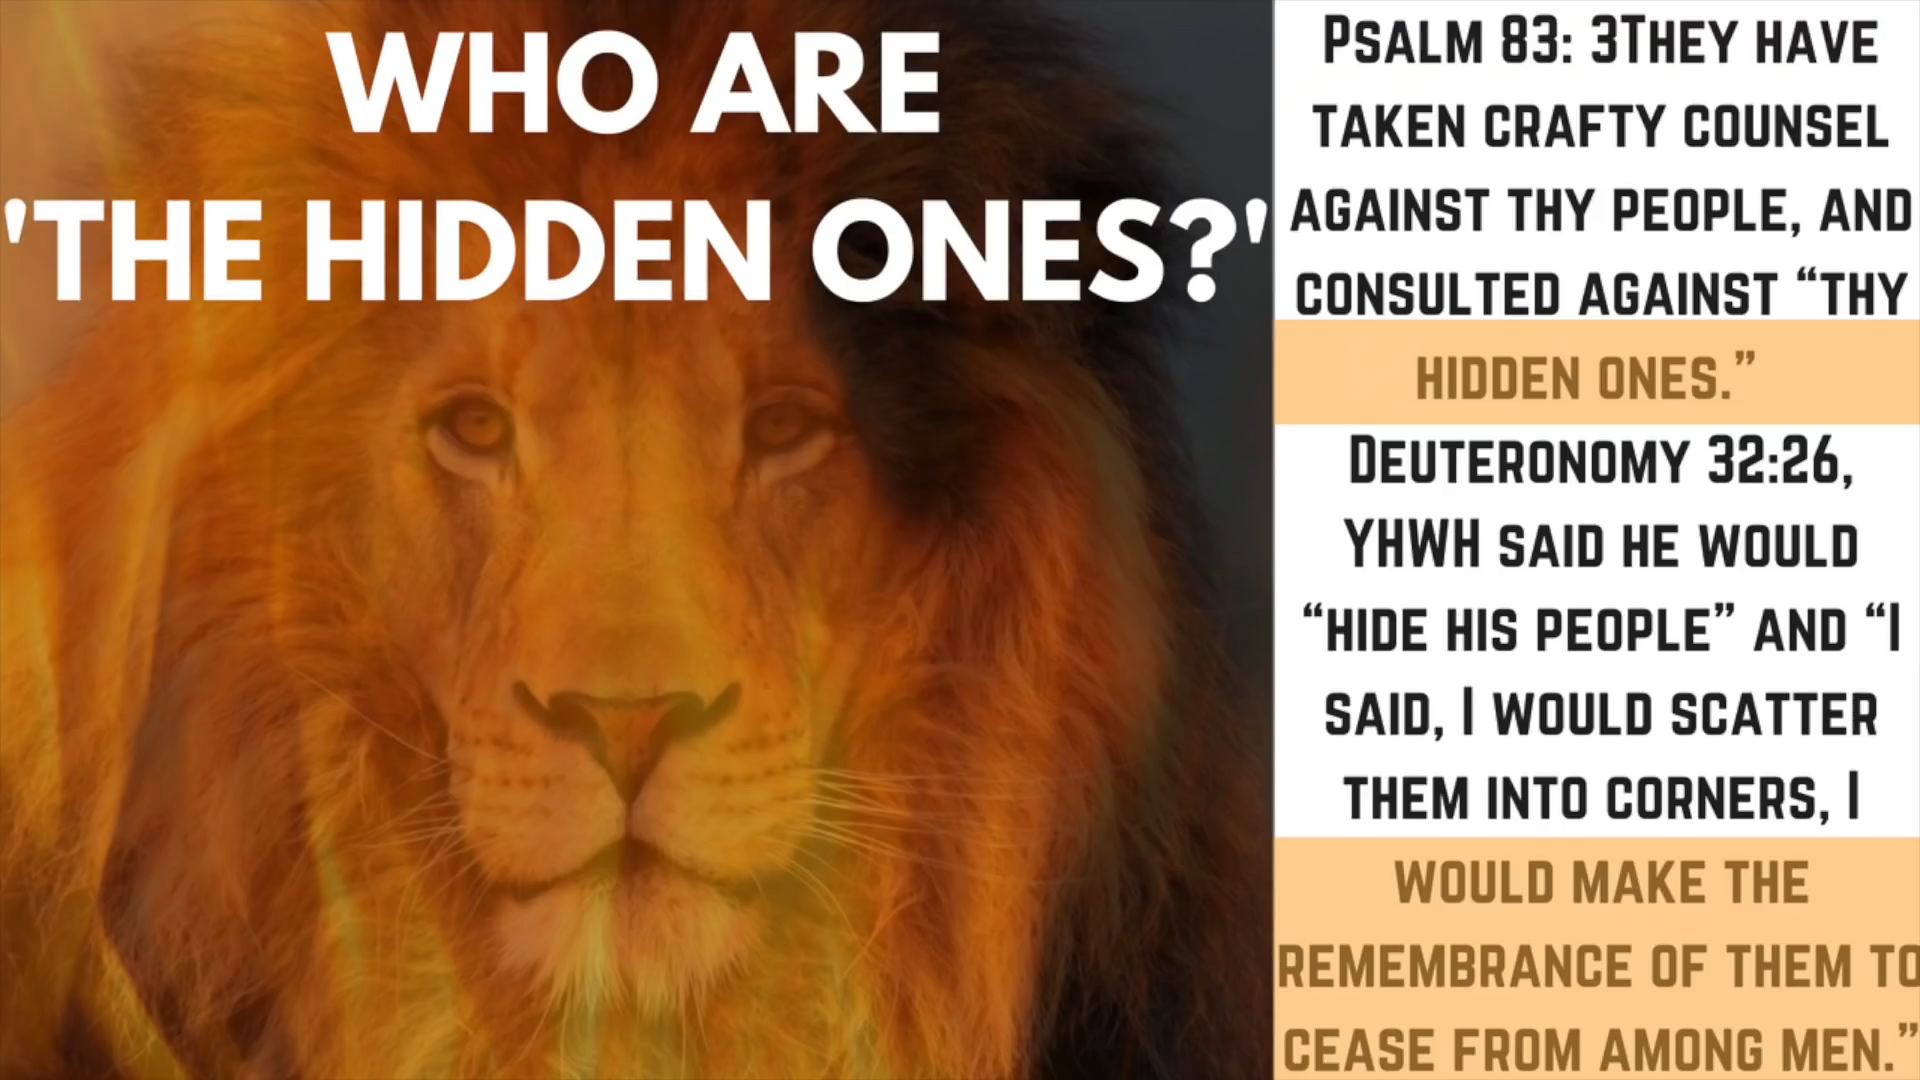 WHO ARE
'THE HIDDEN ONES?'
PSALM 83: 3THEY HAVE
TAKEN CRAFTY COUNSEL
AGAINST THY PEOPLE, AND
CONSULTED AGAINST “THY
HIDDEN ONES.”
DEUTERONOMY 32:26,
YHWH SAID HE WOULD
“HIDE HIS PEOPLE” AND “I
SAID, I WOULD SCATTER
THEM INTO CORNERS, I
WOULD MAKE THE
REMEMBRANCE OF THEM TO
CEASE FROM AMONG MEN.”